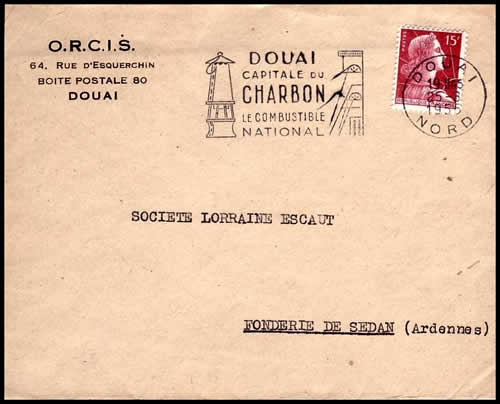 O.R.C.I.S.
64, RUE D'ESQUERCHIN
BOITE POSTALE 80
DOUAI
DOUAI
CAPITALE DU
CHARBON
LE COMBUSTIBLE
NATIONAL
15F
DOUAI
NORD
SOCIETE LORRAINE ESCAUT
FONDERIE DE SEDAN (Ardennes)